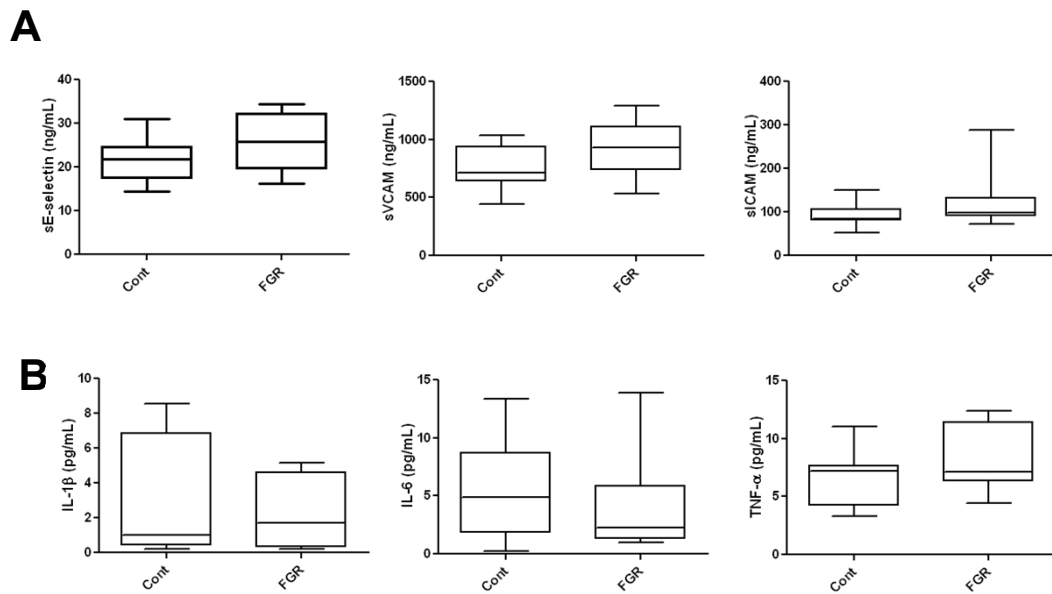 A
sE-selectin (ng/mL)
40
30
20
10
0
Cont
FGR
sVCAM (ng/mL)
1500
1000
500
0
Cont
FGR
sICAM (ng/mL)
400
300
200
100
0
Cont
FGR
B
IL-1β (pg/mL)
10
8
6
4
2
0
Cont
FGR
IL-6 (pg/mL)
15
10
5
0
Cont
FGR
TNF-α (pg/mL)
15
10
5
0
Cont
FGR